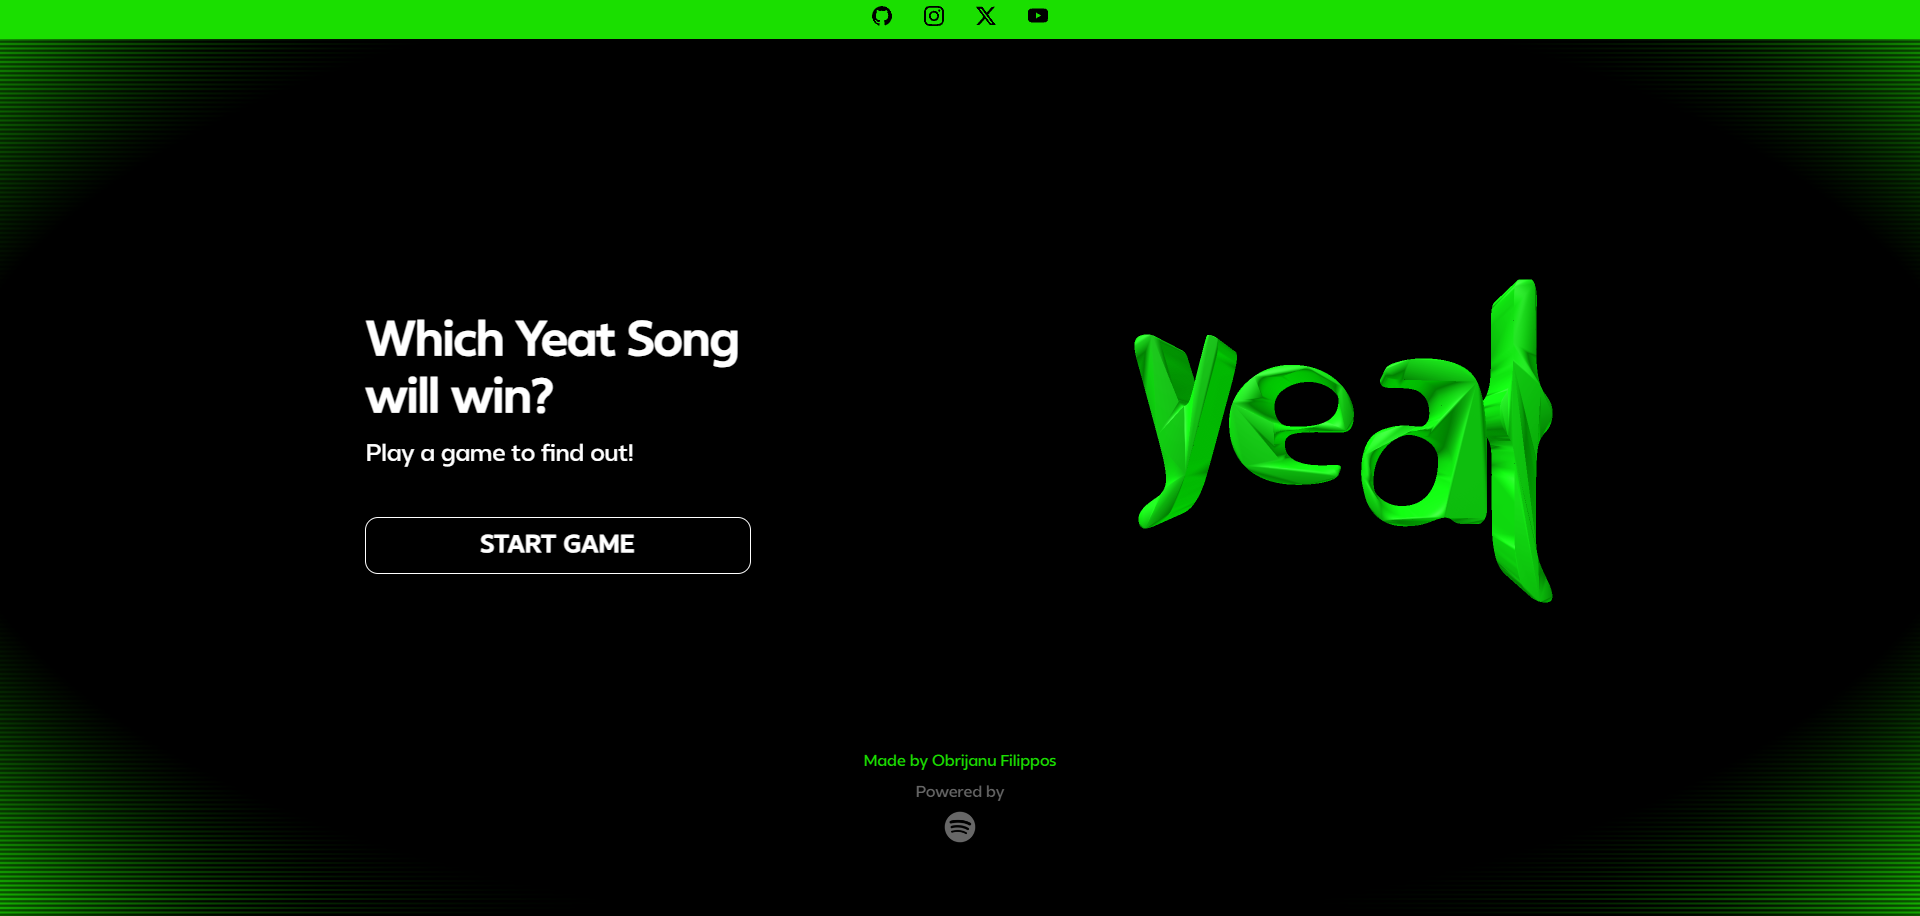 Which Yeat Song
will win?
Play a game to find out!
START GAME
yeat
Made by Obrijanu Filippos
Powered by